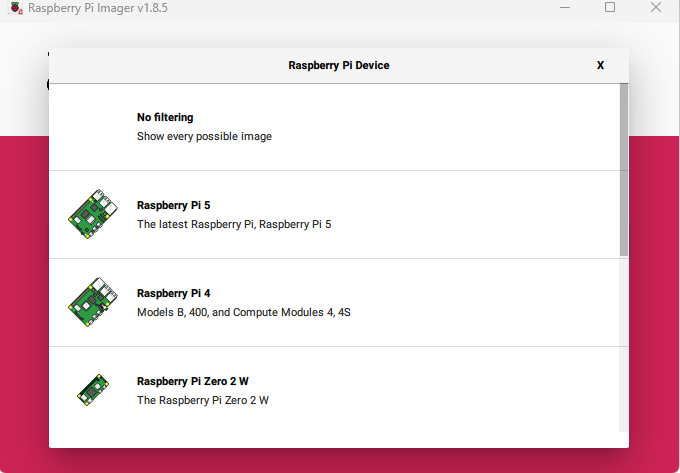 Raspberry Pi Imager v1.8.5
Raspberry Pi Device
X
No filtering
Show every possible image
Raspberry Pi 5
The latest Raspberry Pi, Raspberry Pi 5
Raspberry Pi 4
Models B, 400, and Compute Modules 4, 4S
Raspberry Pi Zero 2 W
The Raspberry Pi Zero 2 W